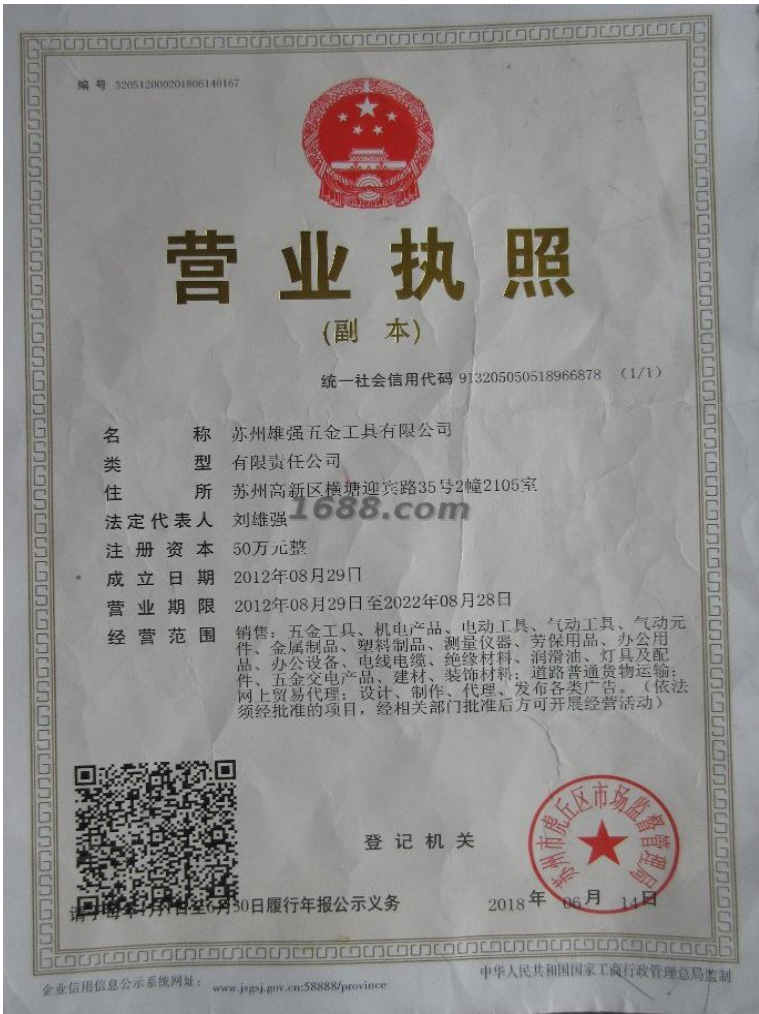 编 号 320512000201806140167
营 业 执 照
(副 本)
统一社会信用代码 913205050518966878 (1/1)
名 称 苏州雄强五金工具有限公司
类 型 有限责任公司
住 所 苏州高新区横塘迎宾路35号2幢2105室
法定代表人 刘雄强
1688.com
注 册 资 本 50万元整
成 立 日 期 2012年08月29日
营 业 期 限 2012年08月29日至2022年08月28日
经 营 范 围 销售：五金工具、机电产品、电动工具、气动工具、气动元
件、金属制品、塑料制品、测量仪器、劳保用品、办公用
品、办公设备、电线电缆、绝缘材料、润滑油、灯具及配
件、五金交电产品、建材、装饰材料；道路普通货物运输；
网上贸易代理；设计、制作、代理、发布各类广告。（依法
须经批准的项目，经相关部门批准后方可开展经营活动）
登 记 机 关
苏州市虎丘区市场监督管理局
请于每年1月1日至6月30日履行年报公示义务
2018 年 06 月 14 日
企业信用信息公示系统网址： www.jsgsj.gov.cn:58888/province
中华人民共和国国家工商行政管理总局监制